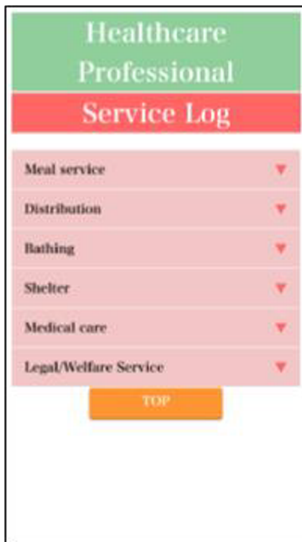 Healthcare
Professional
Service Log
Meal service
Distribution
Bathing
Shelter
Medical care
Legal/Welfare Service
TOP